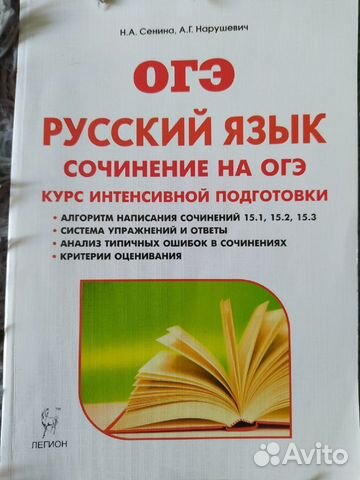 Н.А. Сенина, А.Г. Нарушевич
ОГЭ
РУССКИЙ ЯЗЫК
СОЧИНЕНИЕ НА ОГЭ
КУРС ИНТЕНСИВНОЙ ПОДГОТОВКИ
• АЛГОРИТМ НАПИСАНИЯ СОЧИНЕНИЙ 15.1, 15.2, 15.3
• СИСТЕМА УПРАЖНЕНИЙ И ОТВЕТЫ
• АНАЛИЗ ТИПИЧНЫХ ОШИБОК В СОЧИНЕНИЯХ
• КРИТЕРИИ ОЦЕНИВАНИЯ
ЛЕГИОН
Avito